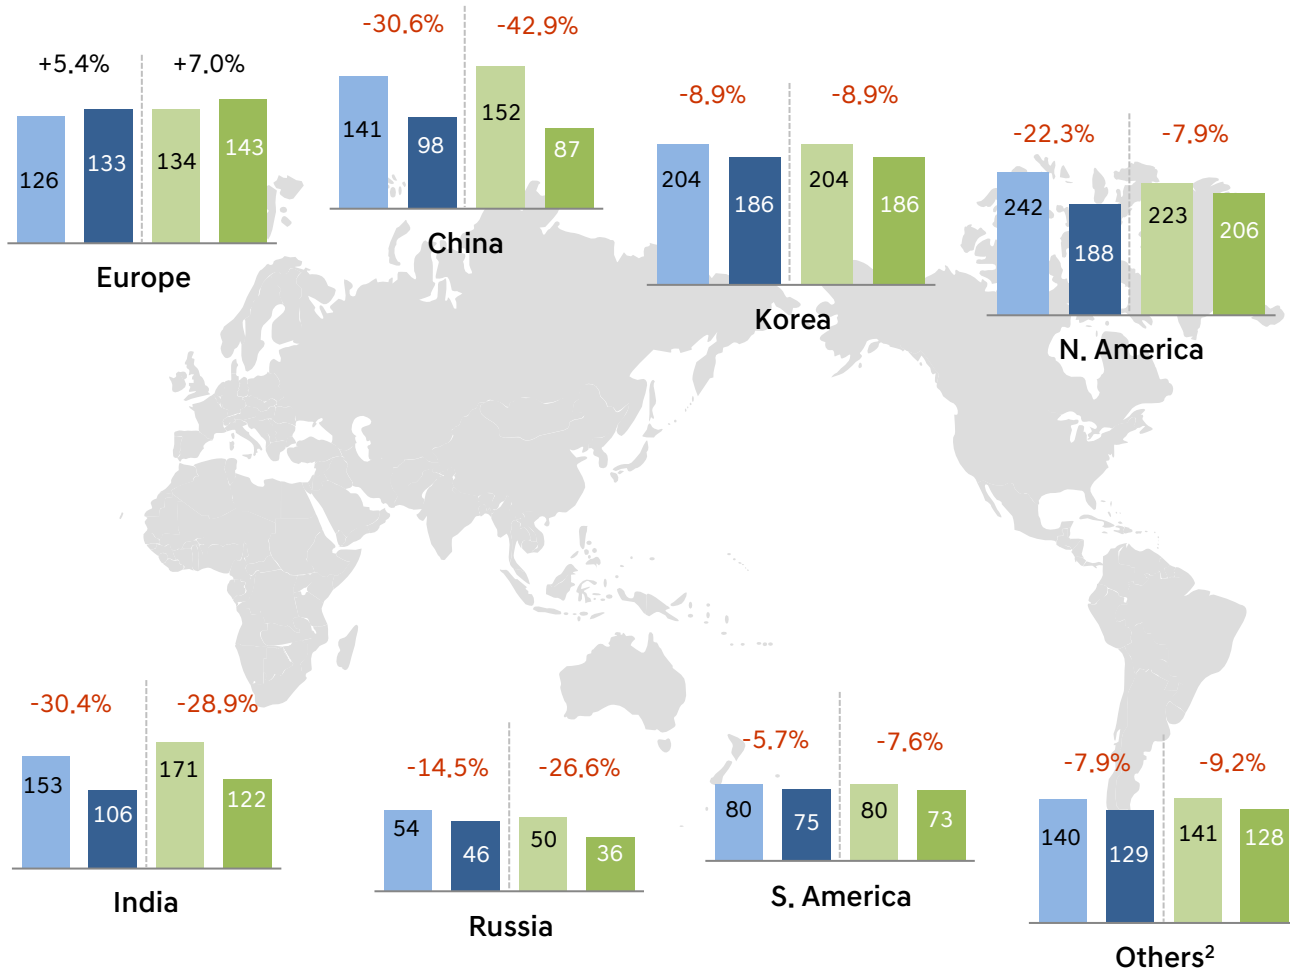 +5.4% +7.0%
126 133 134 143
Europe
-30.6% -42.9%
141 98 152 87
China
-8.9% -8.9%
204 186 204 186
Korea
-22.3% -7.9%
242 188 223 206
N. America
-30.4% -28.9%
153 106 171 122
India
-14.5% -26.6%
54 46 50 36
Russia
-5.7% -7.6%
80 75 80 73
S. America
-7.9% -9.2%
140 129 141 128
Others²